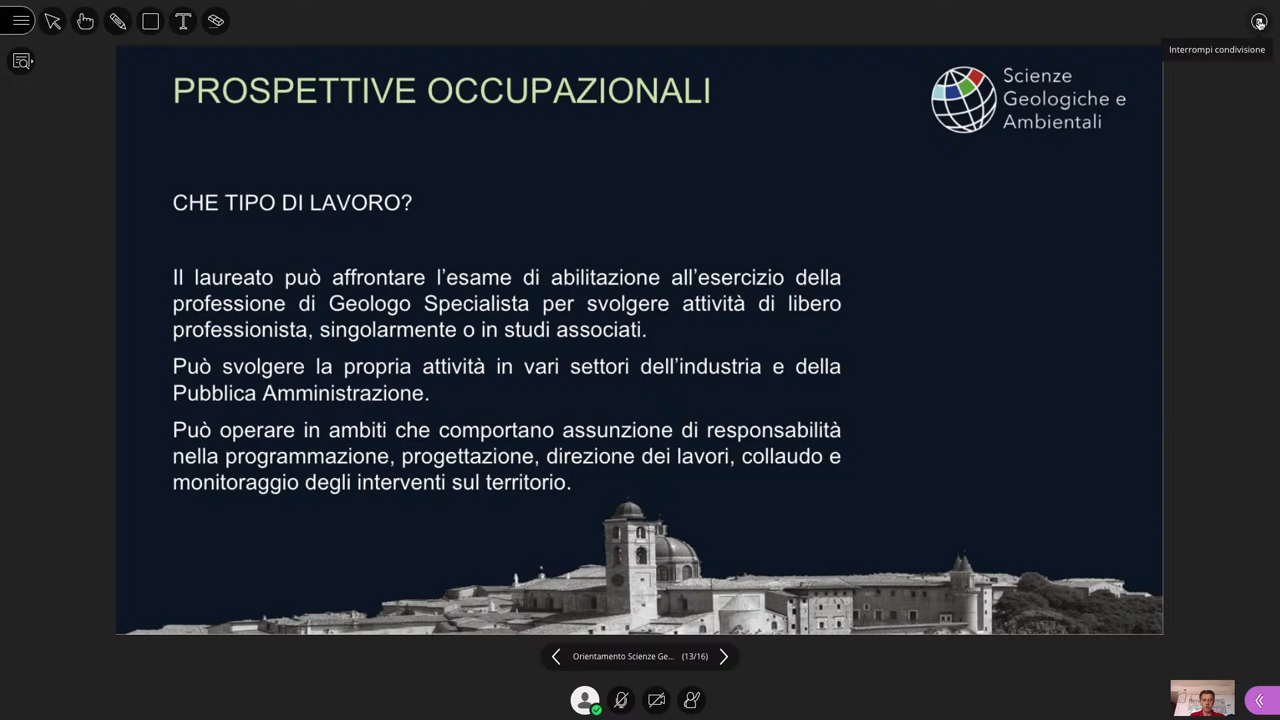 Interrompi condivisione
PROSPETTIVE OCCUPAZIONALI
Scienze
Geologiche e
Ambientali
CHE TIPO DI LAVORO?
Il laureato può affrontare l’esame di abilitazione all’esercizio della
professione di Geologo Specialista per svolgere attività di libero
professionista, singolarmente o in studi associati.
Può svolgere la propria attività in vari settori dell’industria e della
Pubblica Amministrazione.
Può operare in ambiti che comportano assunzione di responsabilità
nella programmazione, progettazione, direzione dei lavori, collaudo e
monitoraggio degli interventi sul territorio.
Orientamento Scienze Ge... (13/16)